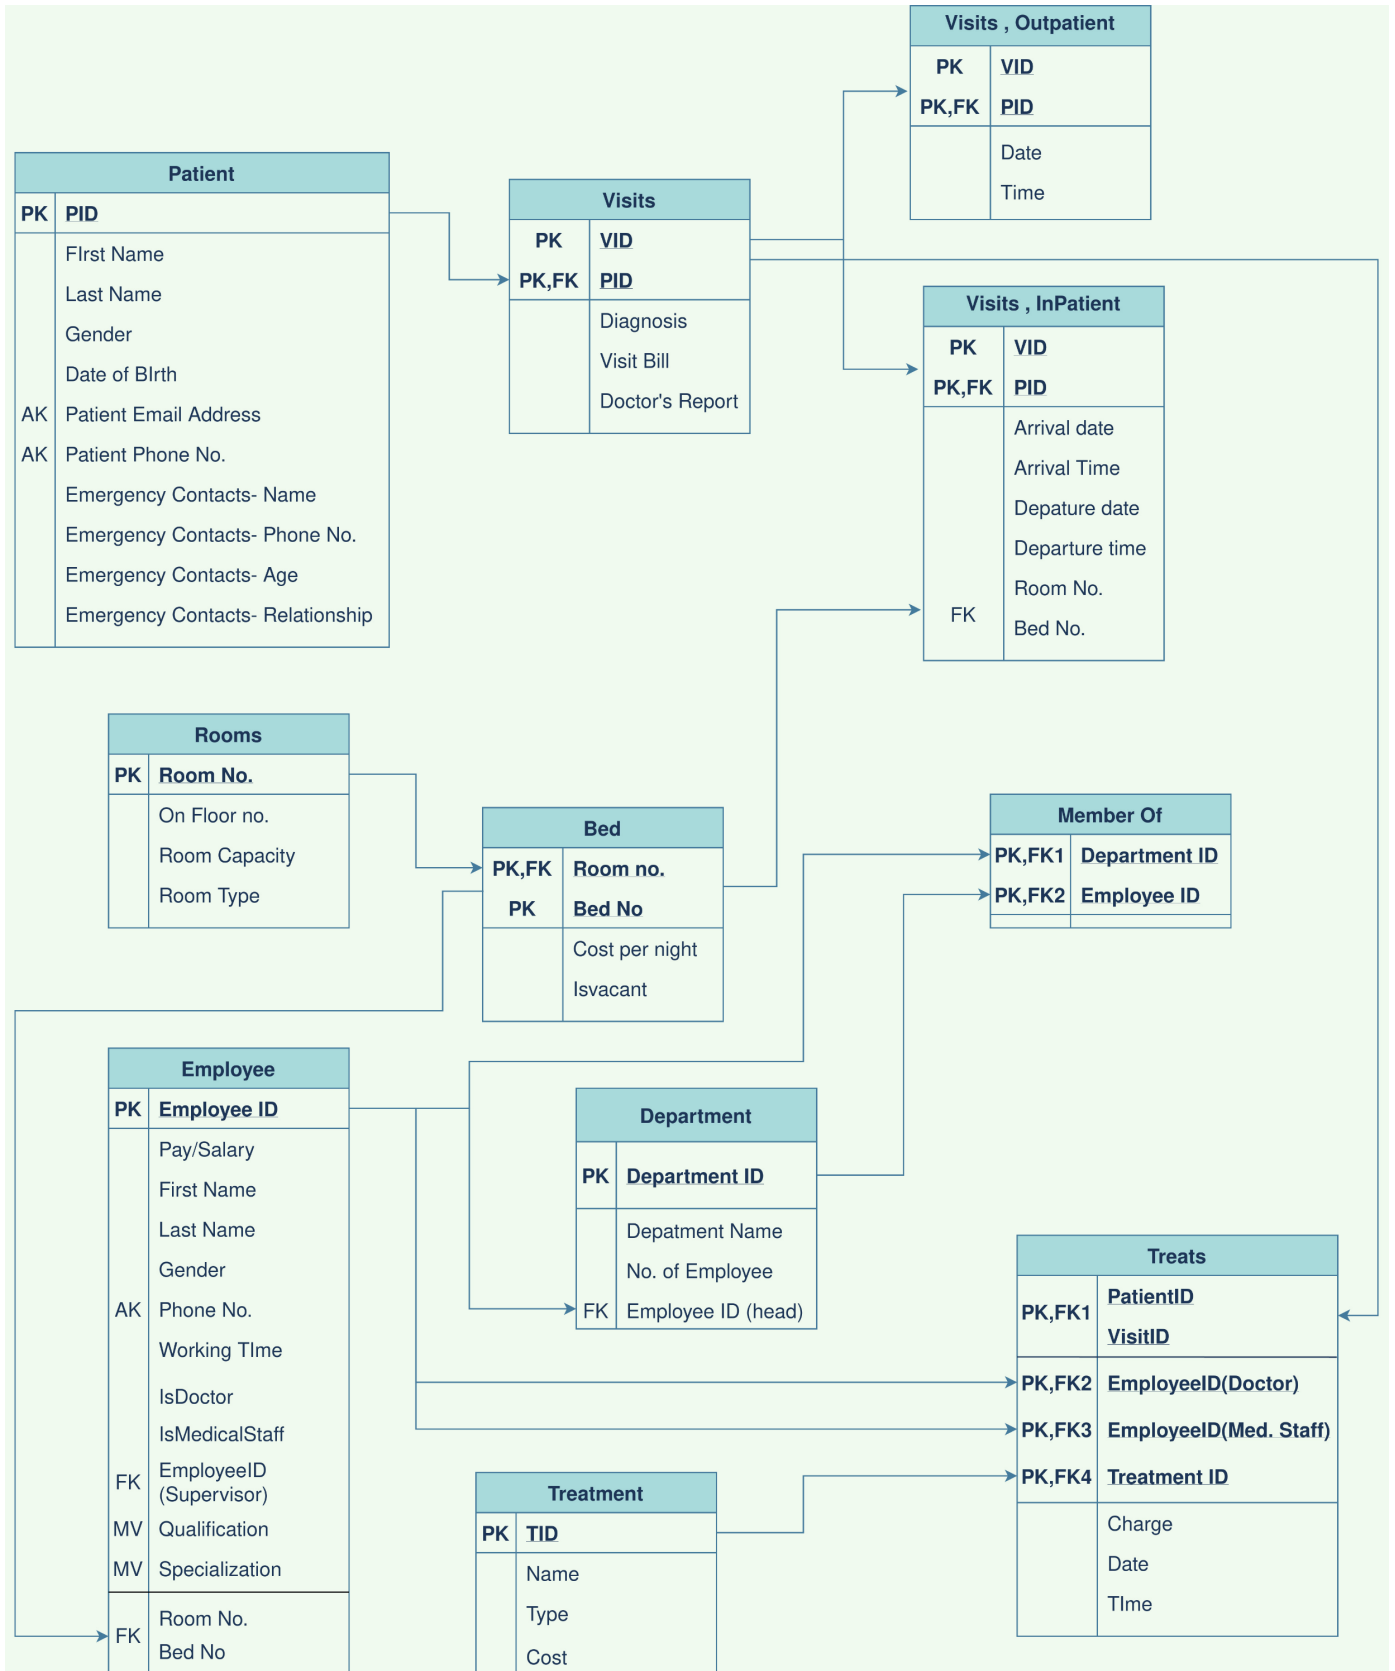 Visits , Outpatient
PK VID
PK,FK PID
Date
Time
Patient
PK PID
FIrst Name
Last Name
Gender
Date of BIrth
AK Patient Email Address
AK Patient Phone No.
Emergency Contacts- Name
Emergency Contacts- Phone No.
Emergency Contacts- Age
Emergency Contacts- Relationship
Visits
PK VID
PK,FK PID
Diagnosis
Visit Bill
Doctor's Report
Visits , InPatient
PK VID
PK,FK PID
Arrival date
Arrival Time
Depature date
Departure time
Room No.
FK
Bed No.
Rooms
PK Room No.
On Floor no.
Room Capacity
Room Type
Bed
PK,FK Room no.
PK Bed No
Cost per night
Isvacant
Member Of
PK,FK1 Department ID
PK,FK2 Employee ID
Employee
PK Employee ID
Pay/Salary
First Name
Last Name
Gender
AK Phone No.
Working TIme
IsDoctor
IsMedicalStaff
FK EmployeeID
(Supervisor)
MV Qualification
MV Specialization
Room No.
FK
Bed No
Department
PK Department ID
Depatment Name
No. of Employee
FK Employee ID (head)
Treatment
PK TID
Name
Type
Cost
Treats
PatientID
PK,FK1
VisitID
PK,FK2 EmployeeID(Doctor)
PK,FK3 EmployeeID(Med. Staff)
PK,FK4 Treatment ID
Charge
Date
TIme